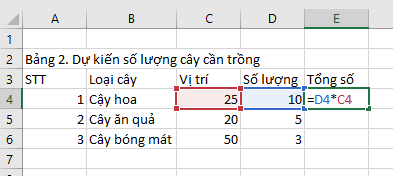 A B C D E
1
2 Bảng 2. Dự kiến số lượng cây cần trồng
3 STT Loại cây Vị trí Số lượng Tổng số
4 1 Cây hoa 25 10 =D4*C4
5 2 Cây ăn quả 20 5
6 3 Cây bóng mát 50 3
7